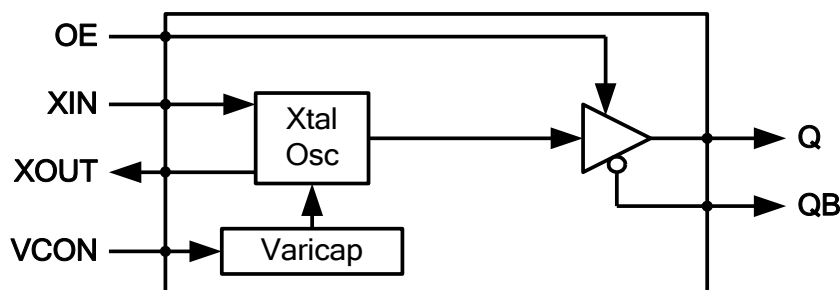 OE
XIN
Xtal
Osc
Q
XOUT
QB
VCON
Varicap